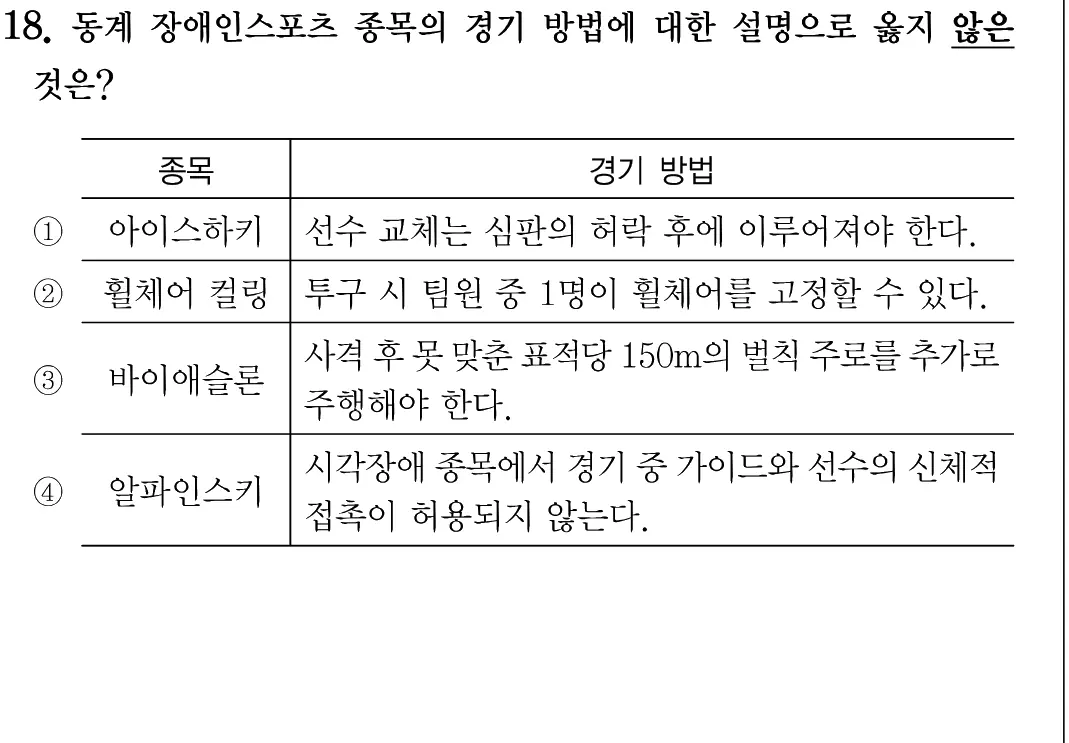 18. 동계 장애인스포츠 종목의 경기 방법에 대한 설명으로 옳지 않은
것은?
종목 경기 방법
① 아이스하키 선수 교체는 심판의 허락 후에 이루어져야 한다.
② 휠체어 컬링 투구 시 팀원 중 1명이 휠체어를 고정할 수 있다.
③ 바이애슬론 사격 후 못 맞춘 표적당 150m의 벌칙 주로를 추가로
주행해야 한다.
④ 알파인스키 시각장애 종목에서 경기 중 가이드와 선수의 신체적
접촉이 허용되지 않는다.